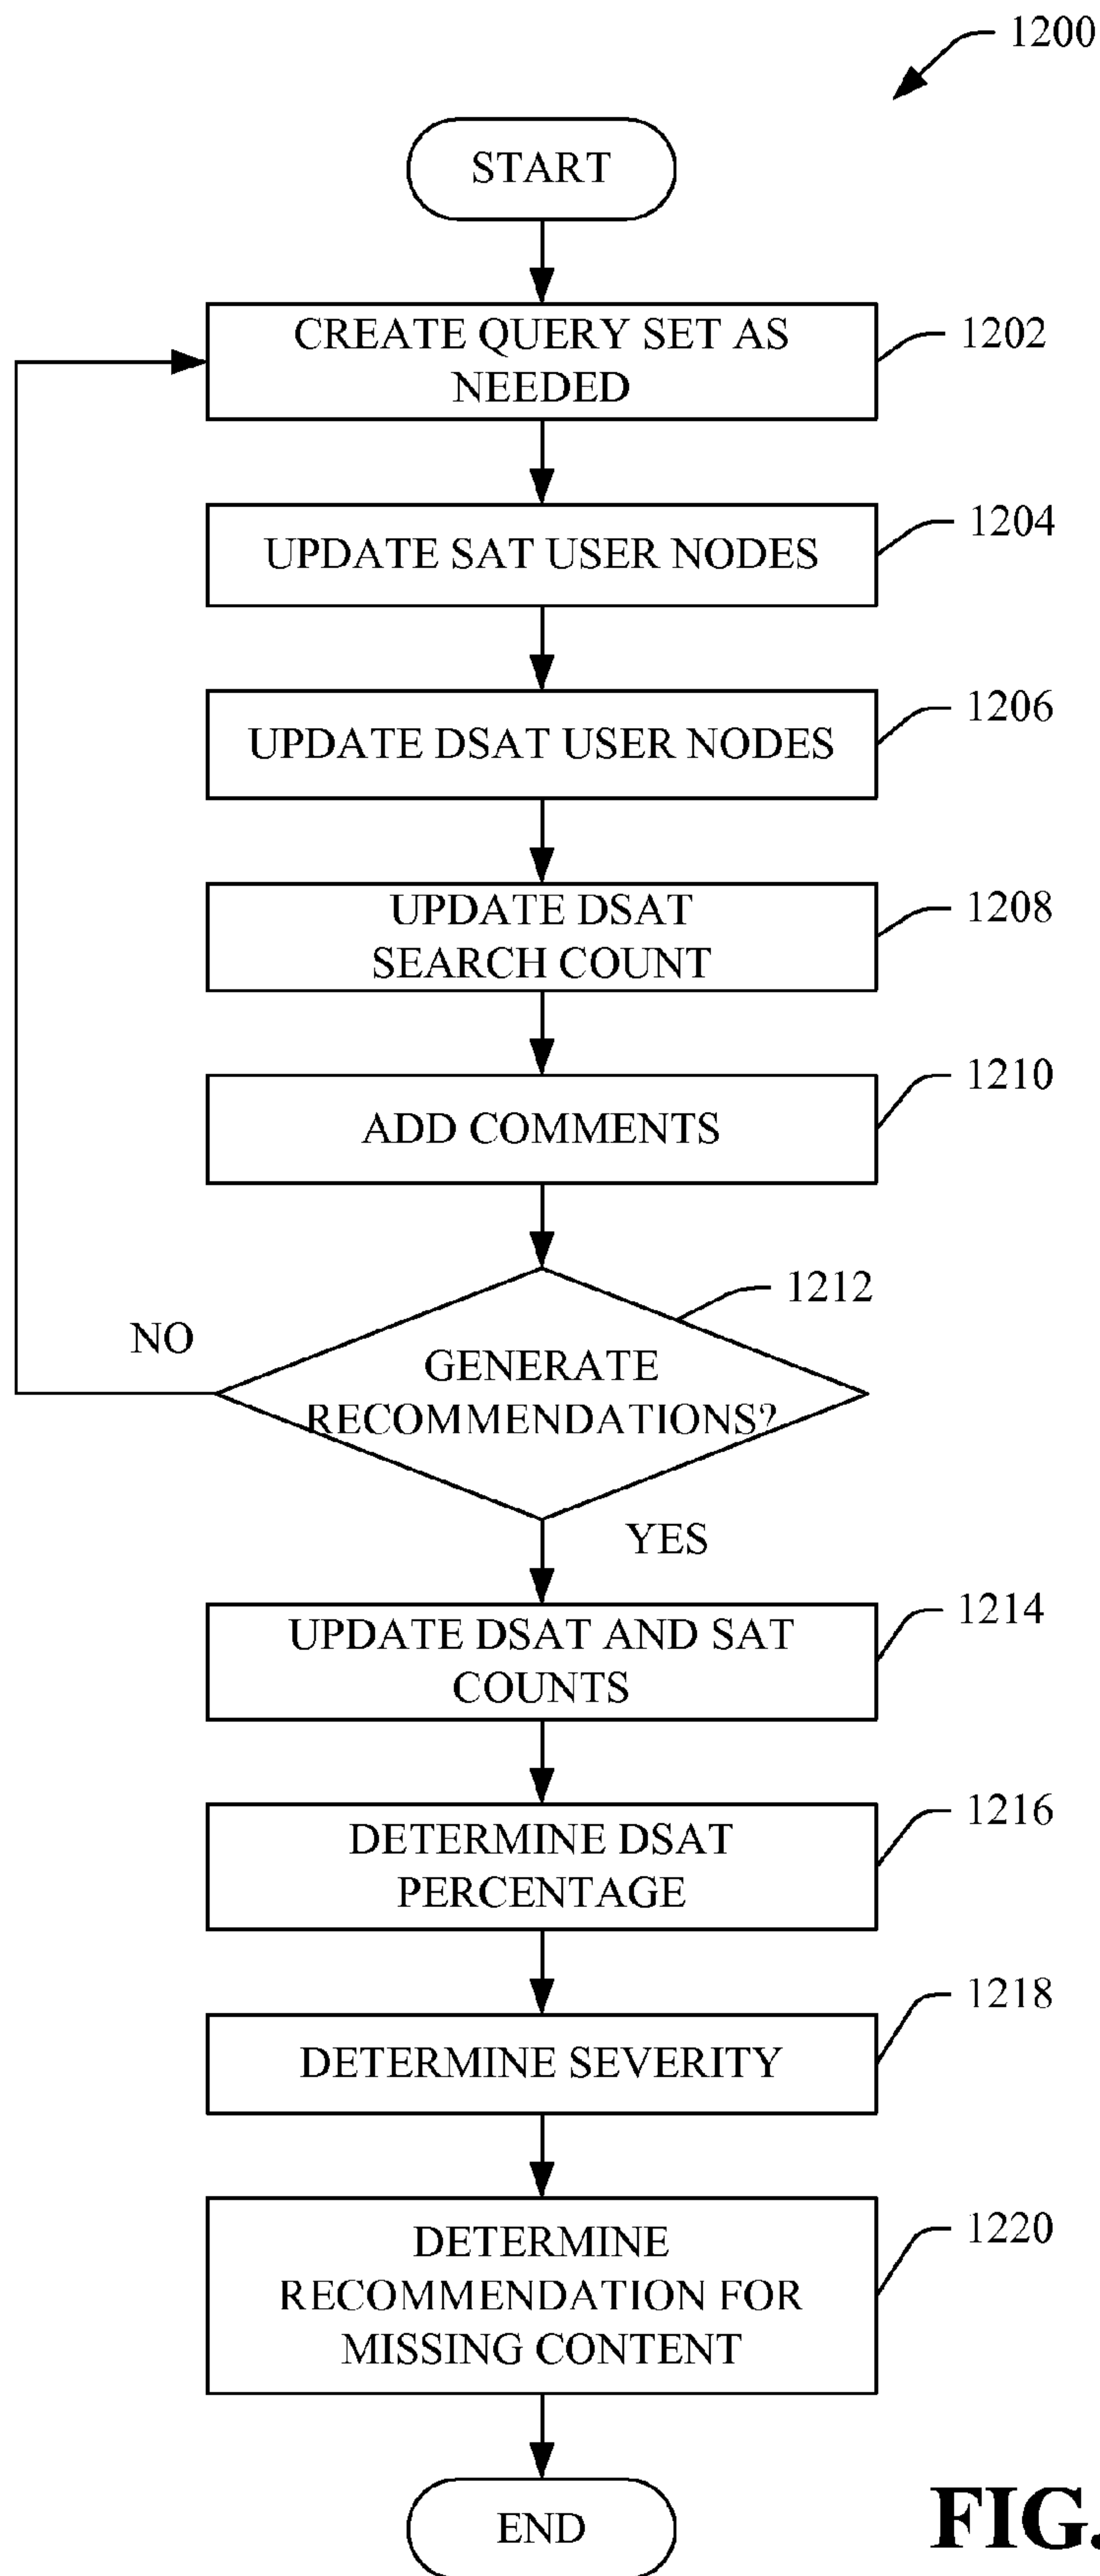 1200
START
CREATE QUERY SET AS
NEEDED
1202
UPDATE SAT USER NODES
1204
UPDATE DSAT USER NODES
1206
UPDATE DSAT
SEARCH COUNT
1208
ADD COMMENTS
1210
1212
NO
GENERATE
RECOMMENDATIONS?
YES
UPDATE DSAT AND SAT
COUNTS
1214
DETERMINE DSAT
PERCENTAGE
1216
DETERMINE SEVERITY
1218
DETERMINE
RECOMMENDATION FOR
MISSING CONTENT
1220
END
FIG.